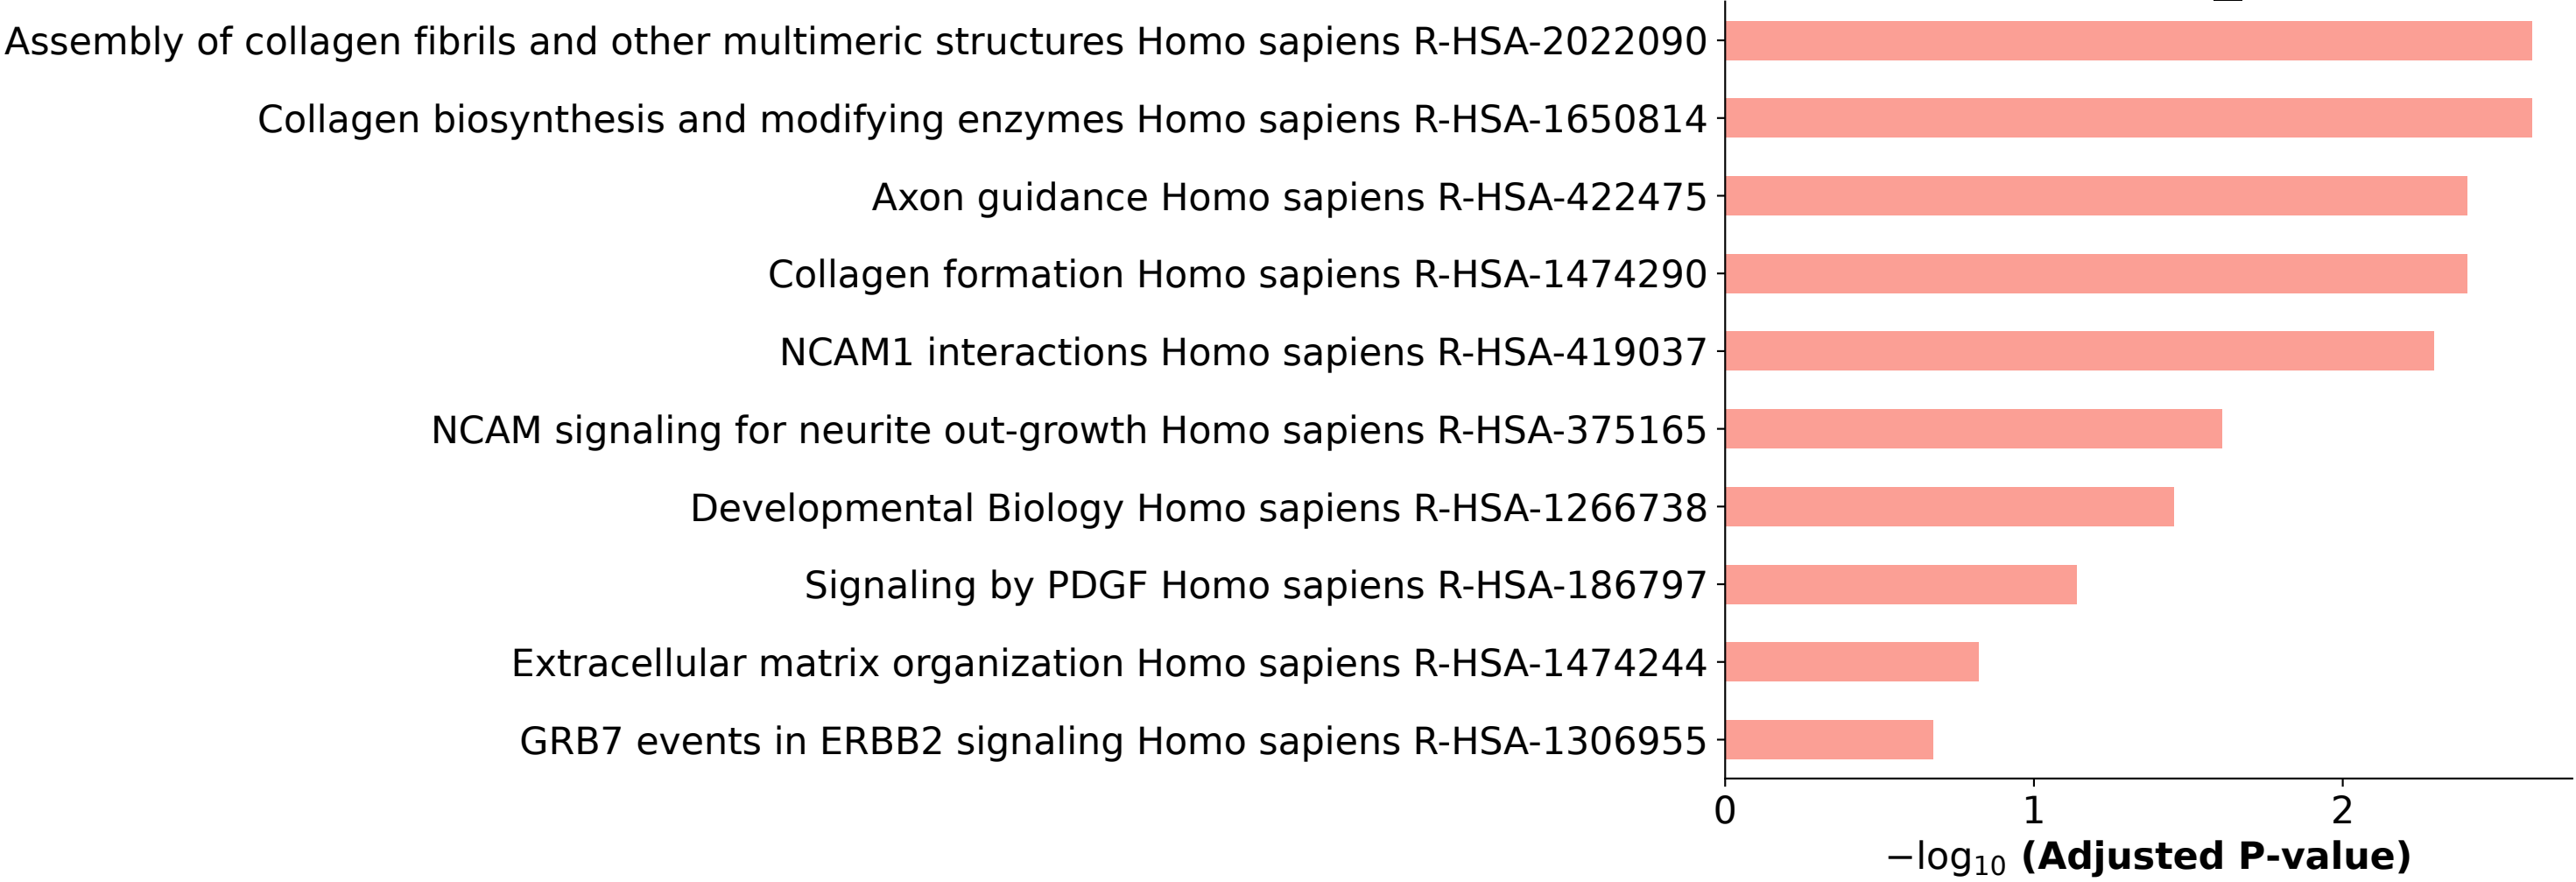 Assembly of collagen fibrils and other multimeric structures Homo sapiens R-HSA-2022090
Collagen biosynthesis and modifying enzymes Homo sapiens R-HSA-1650814
Axon guidance Homo sapiens R-HSA-422475
Collagen formation Homo sapiens R-HSA-1474290
NCAM1 interactions Homo sapiens R-HSA-419037
NCAM signaling for neurite out-growth Homo sapiens R-HSA-375165
Developmental Biology Homo sapiens R-HSA-1266738
Signaling by PDGF Homo sapiens R-HSA-186797
Extracellular matrix organization Homo sapiens R-HSA-1474244
GRB7 events in ERBB2 signaling Homo sapiens R-HSA-1306955
0 1 2
−log₁₀ (Adjusted P-value)